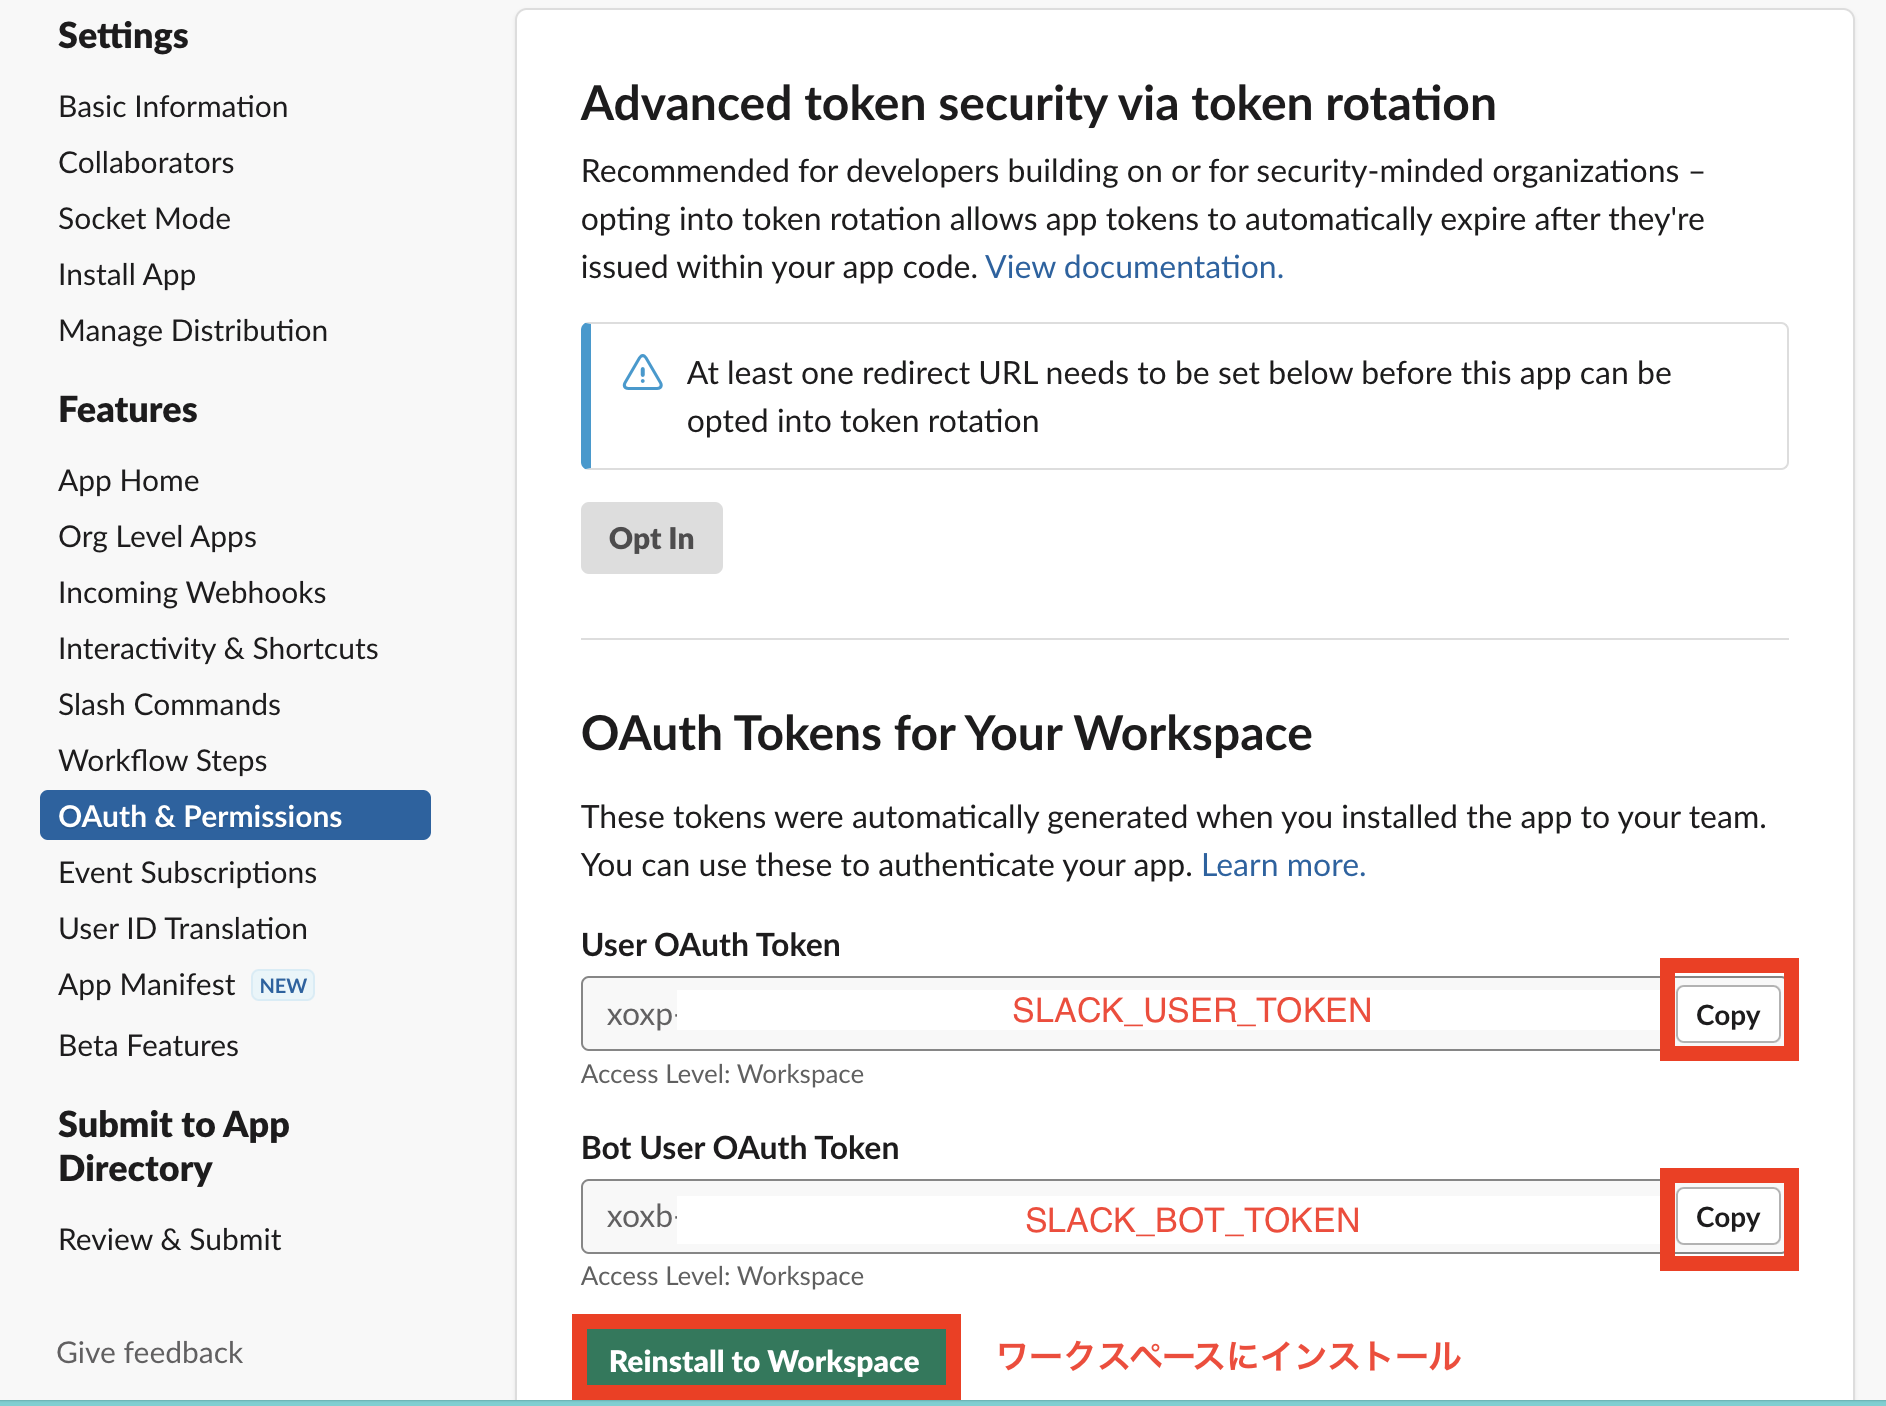 Settings
Basic Information
Collaborators
Socket Mode
Install App
Manage Distribution
Features
App Home
Org Level Apps
Incoming Webhooks
Interactivity & Shortcuts
Slash Commands
Workflow Steps
OAuth & Permissions
Event Subscriptions
User ID Translation
App Manifest NEW
Beta Features
Submit to App
Directory
Review & Submit
Give feedback
Advanced token security via token rotation
Recommended for developers building on or for security-minded organizations –
opting into token rotation allows app tokens to automatically expire after they're
issued within your app code. View documentation.
At least one redirect URL needs to be set below before this app can be
opted into token rotation
Opt In
OAuth Tokens for Your Workspace
These tokens were automatically generated when you installed the app to your team.
You can use these to authenticate your app. Learn more.
User OAuth Token
xoxp- SLACK_USER_TOKEN Copy
Access Level: Workspace
Bot User OAuth Token
xoxb- SLACK_BOT_TOKEN Copy
Access Level: Workspace
Reinstall to Workspace ワークスペースにインストール